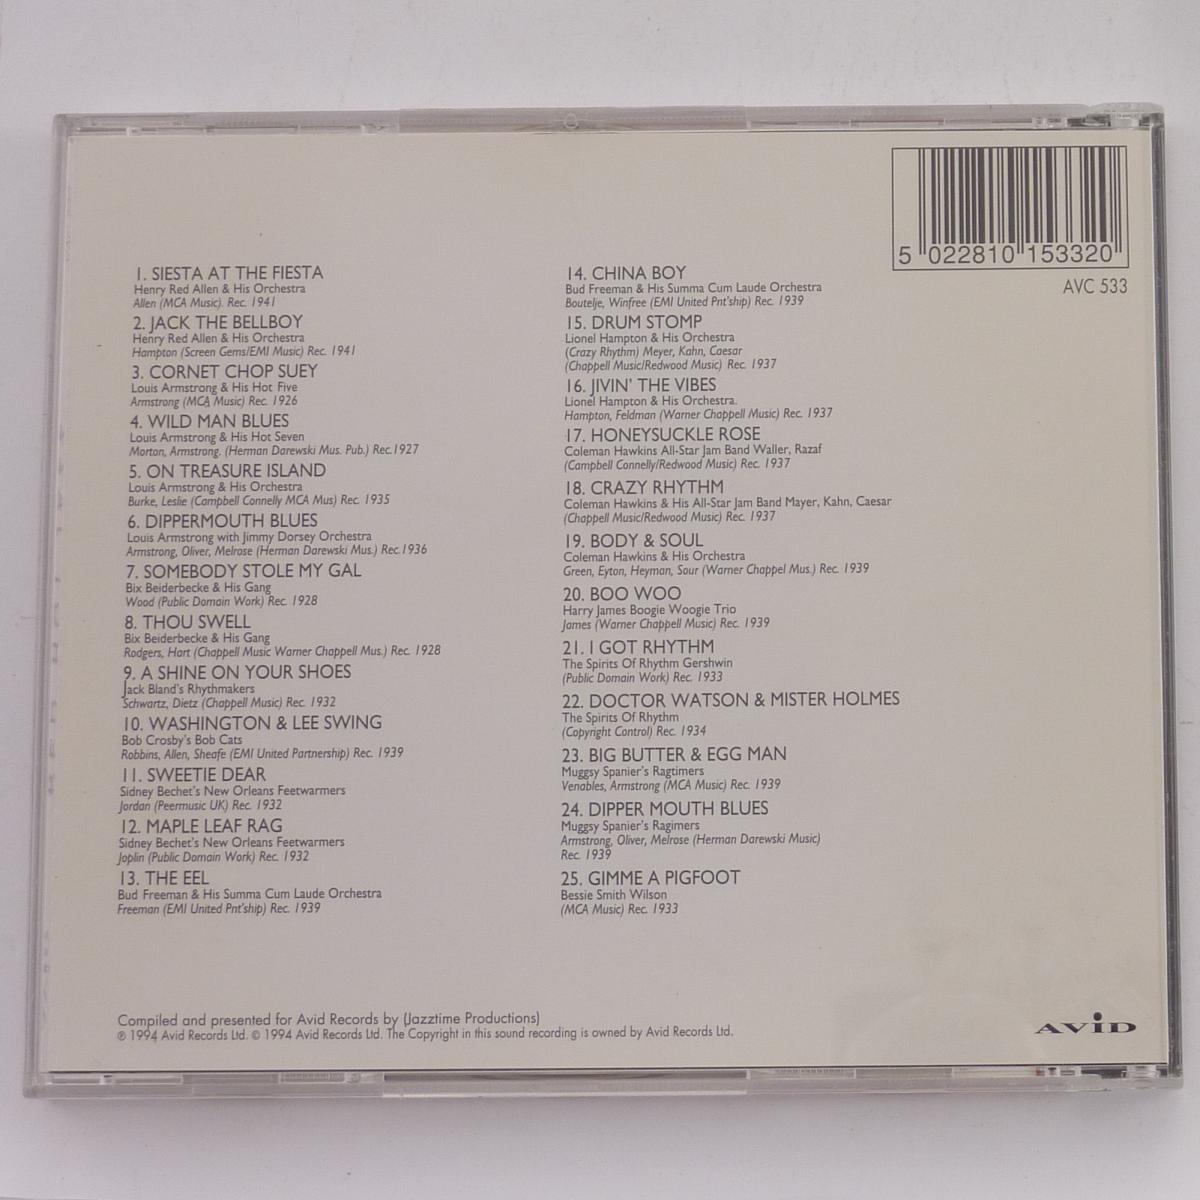 1. SIESTA AT THE FIESTA
Henry Red Allen & His Orchestra
Allen (MCA Music). Rec. 1941
2. JACK THE BELLBOY
Henry Red Allen & His Orchestra
Hampton (Screen Gems/EMI Music) Rec. 1941
3. CORNET CHOP SUEY
Louis Armstrong & His Hot Five
Armstrong (MCA Music) Rec. 1926
4. WILD MAN BLUES
Louis Armstrong & His Hot Seven
Morton, Armstrong. (Herman Darewski Mus. Pub.) Rec.1927
5. ON TREASURE ISLAND
Louis Armstrong & His Orchestra
Burke, Leslie (Campbell Connelly MCA Mus) Rec. 1935
6. DIPPERMOUTH BLUES
Louis Armstrong with Jimmy Dorsey Orchestra
Armstrong, Oliver, Melrose (Herman Darewski Mus.) Rec.1936
7. SOMEBODY STOLE MY GAL
Bix Beiderbecke & His Gang
Wood (Public Domain Work) Rec. 1928
8. THOU SWELL
Bix Beiderbecke & His Gang
Rodgers, Hart (Chappell Music Warner Chappell Mus.) Rec. 1928
9. A SHINE ON YOUR SHOES
Jack Bland's Rhythmakers
Schwartz, Dietz (Chappell Music) Rec. 1932
10. WASHINGTON & LEE SWING
Bob Crosby's Bob Cats
Robbins, Allen, Sheafe (EMI United Partnership) Rec. 1939
11. SWEETIE DEAR
Sidney Bechet's New Orleans Feetwarmers
Jordan (Peermusic UK) Rec. 1932
12. MAPLE LEAF RAG
Sidney Bechet's New Orleans Feetwarmers
Joplin (Public Domain Work) Rec. 1932
13. THE EEL
Bud Freeman & His Summa Cum Laude Orchestra
Freeman (EMI United Pnt'ship) Rec. 1939
14. CHINA BOY
Bud Freeman & His Summa Cum Laude Orchestra
Boutelje, Winfree (EMI United Pnt'ship) Rec. 1939
15. DRUM STOMP
Lionel Hampton & His Orchestra
(Crazy Rhythm) Meyer, Kahn, Caesar
(Chappell Music/Redwood Music) Rec. 1937
16. JIVIN' THE VIBES
Lionel Hampton & His Orchestra.
Hampton, Feldman (Warner Chappell Music) Rec. 1937
17. HONEYSUCKLE ROSE
Coleman Hawkins All-Star Jam Band Waller, Razaf
(Campbell Connelly/Redwood Music) Rec. 1937
18. CRAZY RHYTHM
Coleman Hawkins & His All-Star Jam Band Mayer, Kahn, Caesar
(Chappell Music/Redwood Music) Rec. 1937
19. BODY & SOUL
Coleman Hawkins & His Orchestra
Green, Eyton, Heyman, Sour (Warner Chappel Mus.) Rec. 1939
20. BOO WOO
Harry James Boogie Woogie Trio
James (Warner Chappell Music) Rec. 1939
21. I GOT RHYTHM
The Spirits Of Rhythm Gershwin
(Public Domain Work) Rec. 1933
22. DOCTOR WATSON & MISTER HOLMES
The Spirits Of Rhythm
(Copyright Control) Rec. 1934
23. BIG BUTTER & EGG MAN
Muggsy Spanier's Ragtimers
Venables, Armstrong (MCA Music) Rec. 1939
24. DIPPER MOUTH BLUES
Muggsy Spanier's Ragimers
Armstrong, Oliver, Melrose (Herman Darewski Music)
Rec. 1939
25. GIMME A PIGFOOT
Bessie Smith Wilson
(MCA Music) Rec. 1933
5 022810 153320
AVC 533
Compiled and presented for Avid Records by (Jazztime Productions)
℗ 1994 Avid Records Ltd. © 1994 Avid Records Ltd. The Copyright in this sound recording is owned by Avid Records Ltd.
AViD